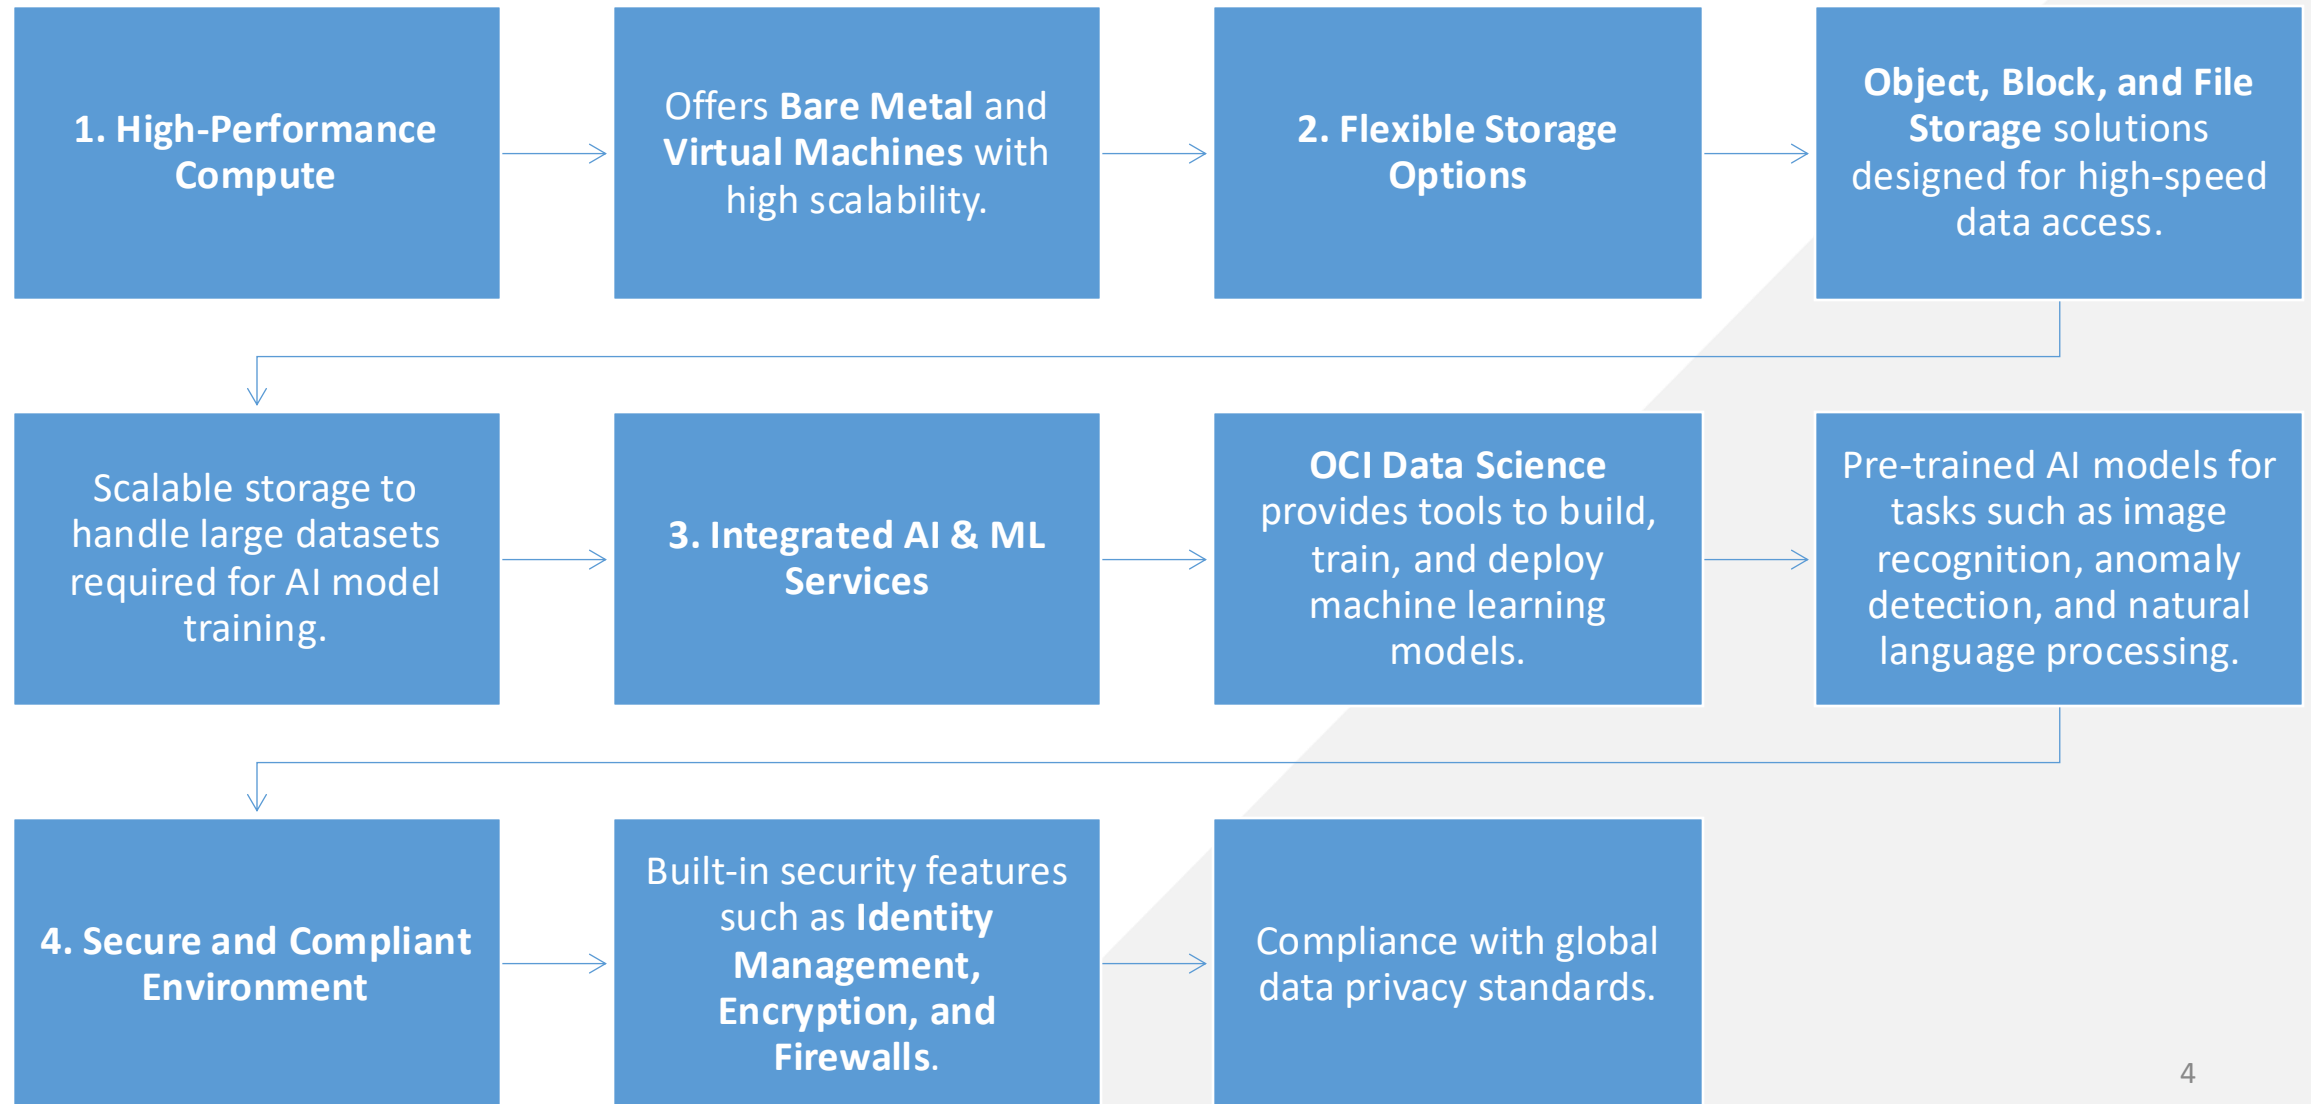 1. High-Performance
Compute
Offers Bare Metal and
Virtual Machines with
high scalability.
2. Flexible Storage
Options
Object, Block, and File
Storage solutions
designed for high-speed
data access.
Scalable storage to
handle large datasets
required for AI model
training.
3. Integrated AI & ML
Services
OCI Data Science
provides tools to build,
train, and deploy
machine learning
models.
Pre-trained AI models for
tasks such as image
recognition, anomaly
detection, and natural
language processing.
4. Secure and Compliant
Environment
Built-in security features
such as Identity
Management,
Encryption, and
Firewalls.
Compliance with global
data privacy standards.
4